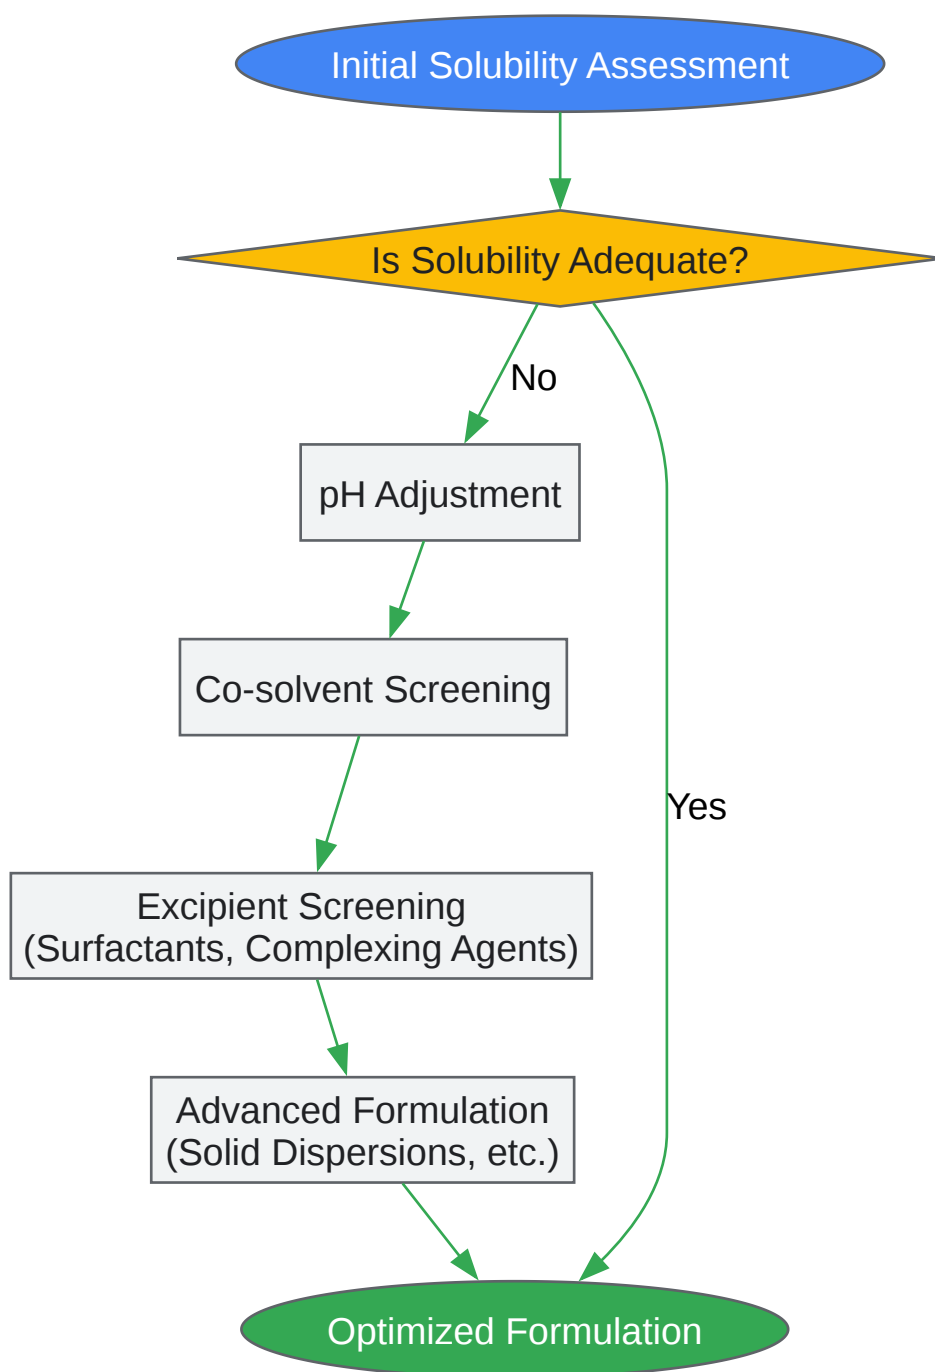 Initial Solubility Assessment
Is Solubility Adequate?
No
pH Adjustment
Co-solvent Screening
Yes
Excipient Screening
(Surfactants, Complexing Agents)
Advanced Formulation
(Solid Dispersions, etc.)
Optimized Formulation